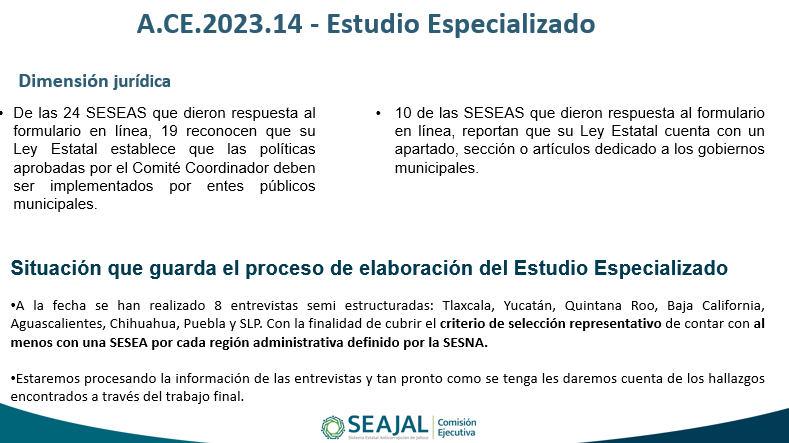 A.CE.2023.14 - Estudio Especializado
Dimensión jurídica
• De las 24 SESEAS que dieron respuesta al
formulario en línea, 19 reconocen que su
Ley Estatal establece que las políticas
aprobadas por el Comité Coordinador deben
ser implementados por entes públicos
municipales.
• 10 de las SESEAS que dieron respuesta al formulario
en línea, reportan que su Ley Estatal cuenta con un
apartado, sección o artículos dedicado a los gobiernos
municipales.
Situación que guarda el proceso de elaboración del Estudio Especializado
•A la fecha se han realizado 8 entrevistas semi estructuradas: Tlaxcala, Yucatán, Quintana Roo, Baja California,
Aguascalientes, Chihuahua, Puebla y SLP. Con la finalidad de cubrir el criterio de selección representativo de contar con al
menos con una SESEA por cada región administrativa definido por la SESNA.
•Estaremos procesando la información de las entrevistas y tan pronto como se tenga les daremos cuenta de los hallazgos
encontrados a través del trabajo final.
SEAJAL
Sistema Estatal Anticorrupción de Jalisco
Comisión
Ejecutiva